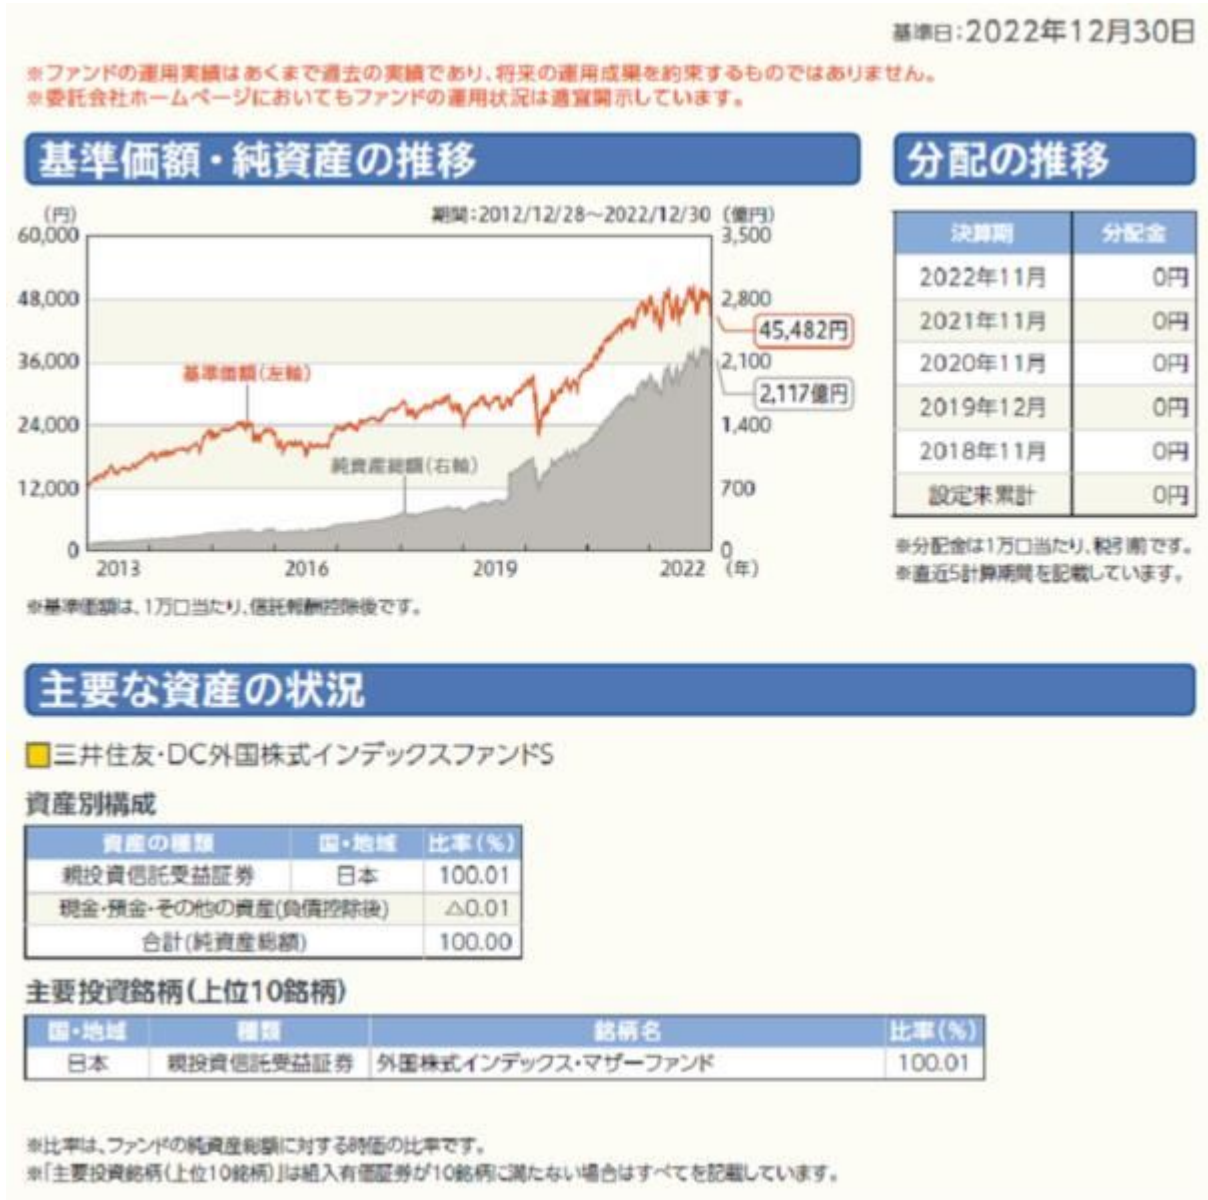 基準日:2022年12月30日
※ファンドの運用実績はあくまで過去の実績であり、将来の運用成果を約束するものではありません。
※委託会社ホームページにおいてもファンドの運用状況は適宜開示しています。
基準価額・純資産の推移
(円)
期間:2012/12/28～2022/12/30
(億円)
60,000
3,500
48,000
2,800
45,482円
36,000
2,100
基準価額(左軸)
2,117億円
24,000
1,400
純資産総額(右軸)
12,000
700
0
0
2013
2016
2019
2022
(年)
※基準価額は、1万口当たり、信託報酬控除後です。
分配の推移
決算期 分配金
2022年11月 0円
2021年11月 0円
2020年11月 0円
2019年12月 0円
2018年11月 0円
設定来累計 0円
※分配金は1万口当たり、税引前です。
※直近5計算期間を記載しています。
主要な資産の状況
三井住友・DC外国株式インデックスファンドS
資産別構成
資産の種類 国・地域 比率(%)
親投資信託受益証券 日本 100.01
現金・預金・その他の資産(負債控除後) △0.01
合計(純資産総額) 100.00
主要投資銘柄(上位10銘柄)
国・地域 種類 銘柄名 比率(%)
日本 親投資信託受益証券 外国株式インデックス・マザーファンド 100.01
※比率は、ファンドの純資産総額に対する時価の比率です。
※「主要投資銘柄(上位10銘柄)」は組入有価証券が10銘柄に満たない場合はすべてを記載しています。